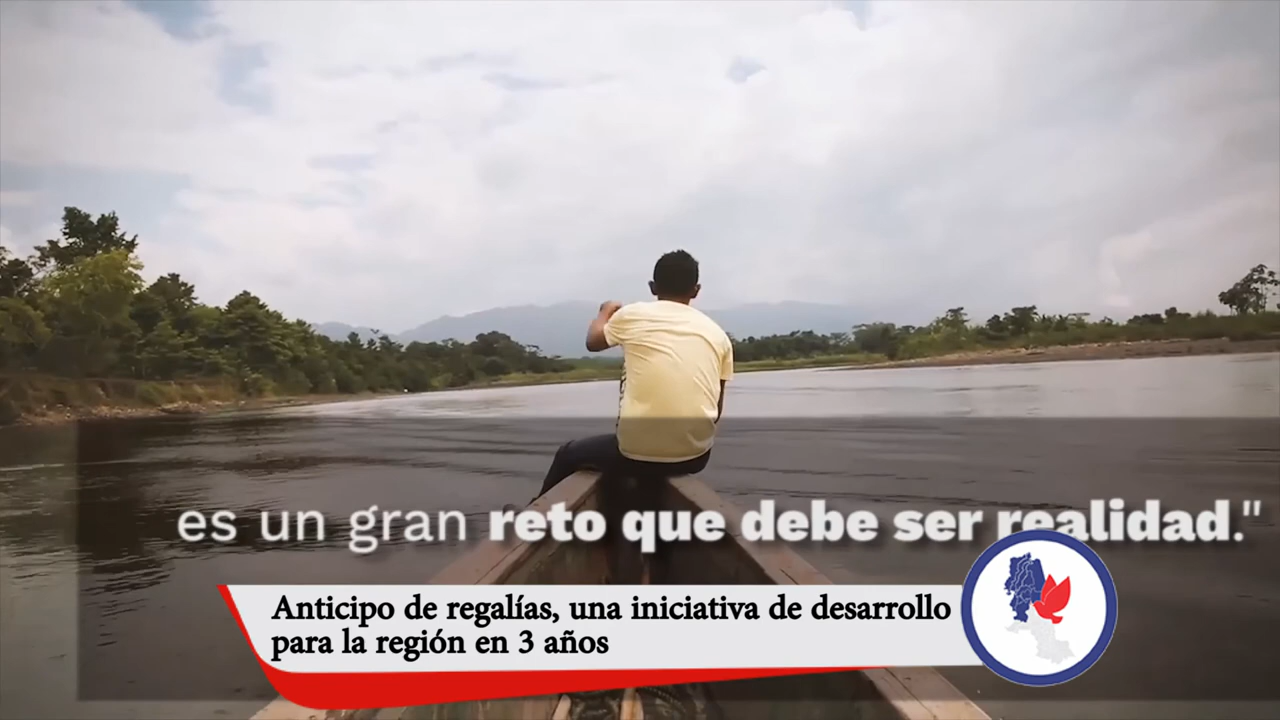 es un gran reto que debe ser realidad."
Anticipo de regalías, una iniciativa de desarrollo
para la región en 3 años